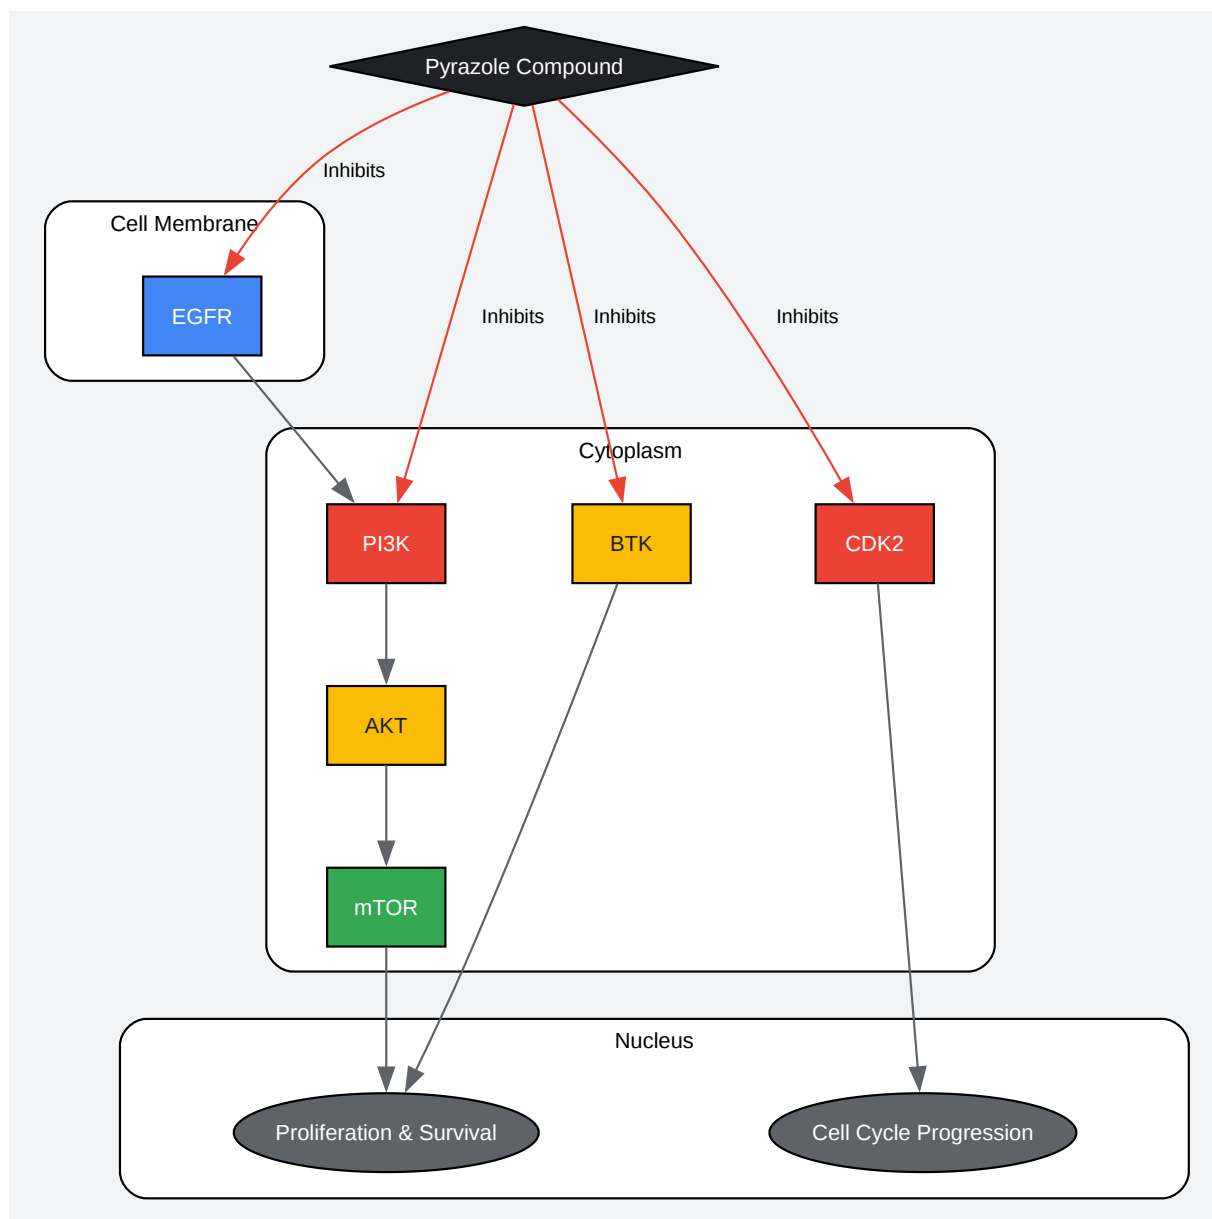 Pyrazole Compound
Inhibits
Cell Membrane
EGFR
Inhibits
Inhibits
Inhibits
Cytoplasm
PI3K
BTK
CDK2
AKT
mTOR
Nucleus
Proliferation & Survival
Cell Cycle Progression